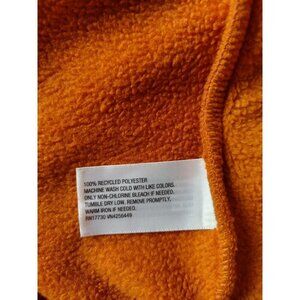 100% RECYCLED POLYESTER
MACHINE WASH COLD WITH LIKE COLORS.
ONLY NON-CHLORINE BLEACH IF NEEDED.
TUMBLE DRY LOW. REMOVE PROMPTLY.
WARM IRON IF NEEDED.
RN17730 VN4256449